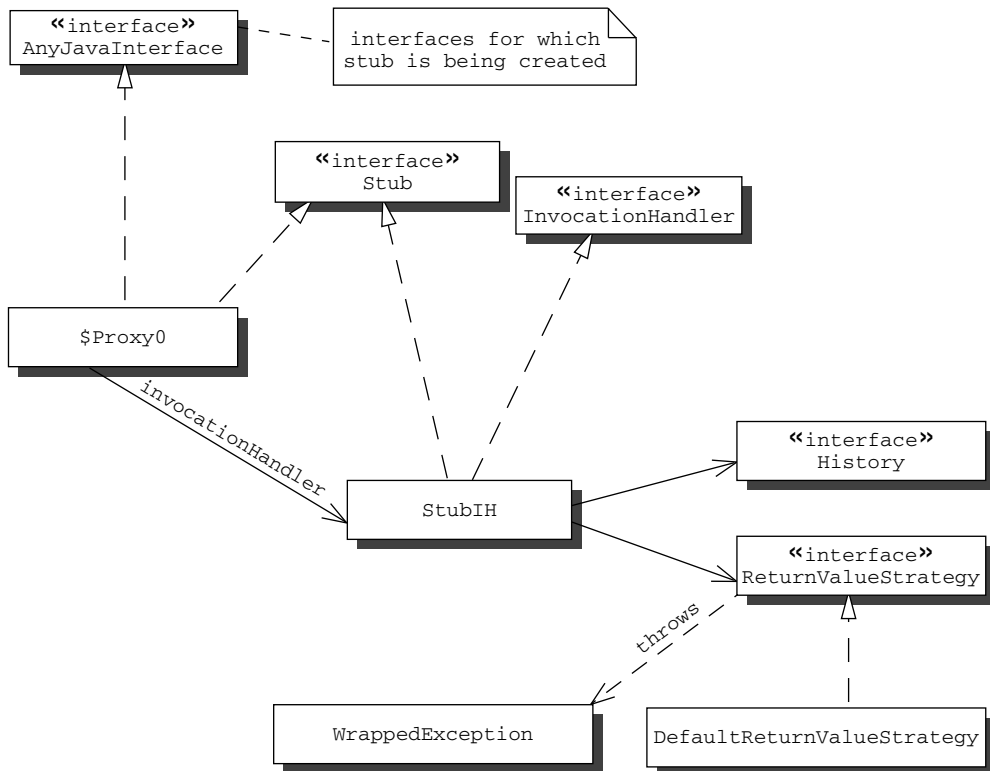 «interface»
AnyJavaInterface
interfaces for which
stub is being created
«interface»
Stub
«interface»
InvocationHandler
$Proxy0
invocationHandler
«interface»
History
StubIH
«interface»
ReturnValueStrategy
throws
WrappedException
DefaultReturnValueStrategy